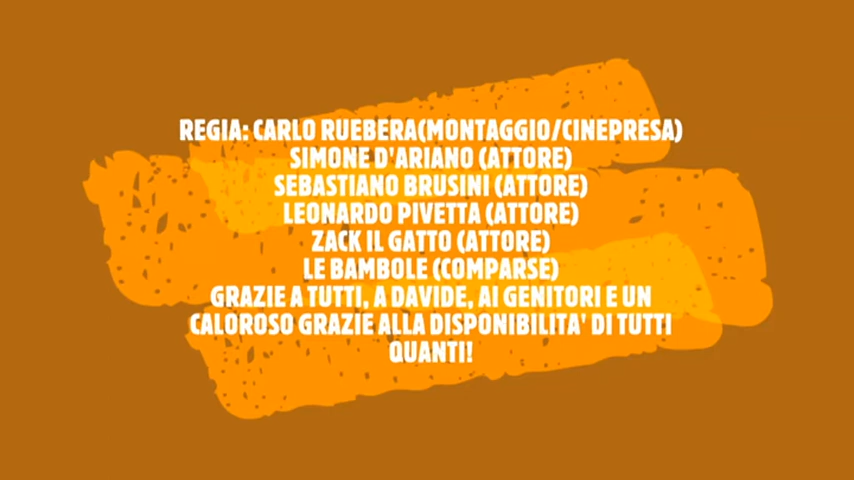 REGIA: CARLO RUEBERA(MONTAGGIO/CINEPRESA)
SIMONE D'ARIANO (ATTORE)
SEBASTIANO BRUSINI (ATTORE)
LEONARDO PIVETTA (ATTORE)
ZACK IL GATTO (ATTORE)
LE BAMBOLE (COMPARSE)
GRAZIE A TUTTI, A DAVIDE, AI GENITORI E UN
CALOROSO GRAZIE ALLA DISPONIBILITA' DI TUTTI
QUANTI!